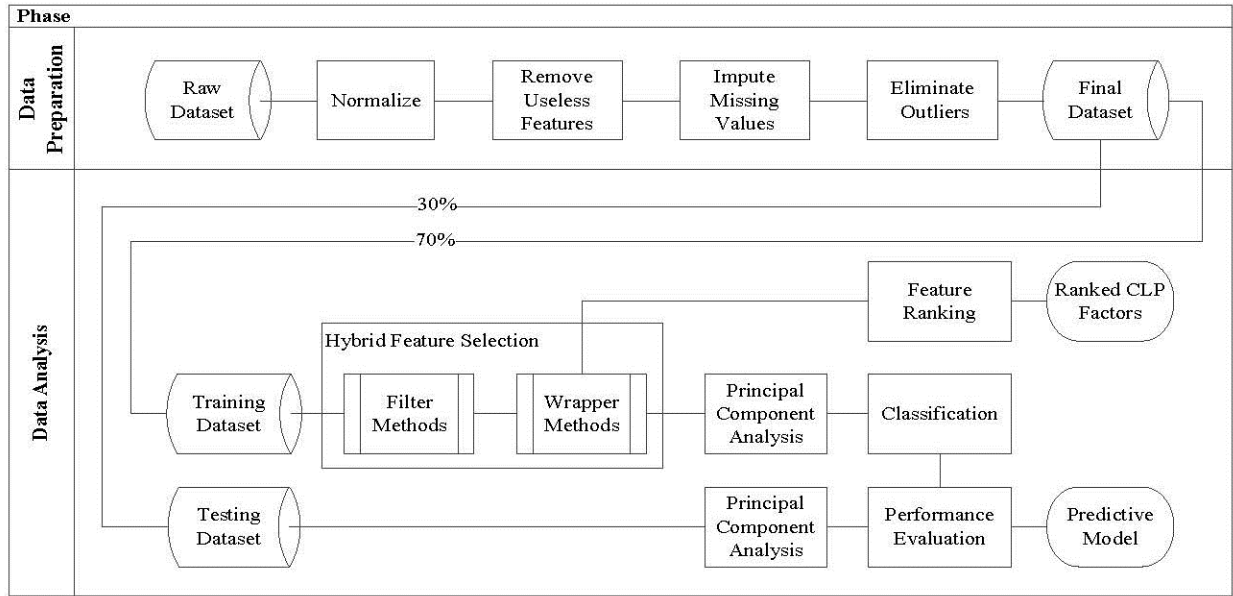 Phase
Data
Preparation
Raw
Dataset
Normalize
Remove
Useless
Features
Impute
Missing
Values
Eliminate
Outliers
Final
Dataset
Data Analysis
30%
70%
Feature
Ranking
Ranked CLP
Factors
Hybrid Feature Selection
Training
Dataset
Filter
Methods
Wrapper
Methods
Principal
Component
Analysis
Classification
Testing
Dataset
Principal
Component
Analysis
Performance
Evaluation
Predictive
Model